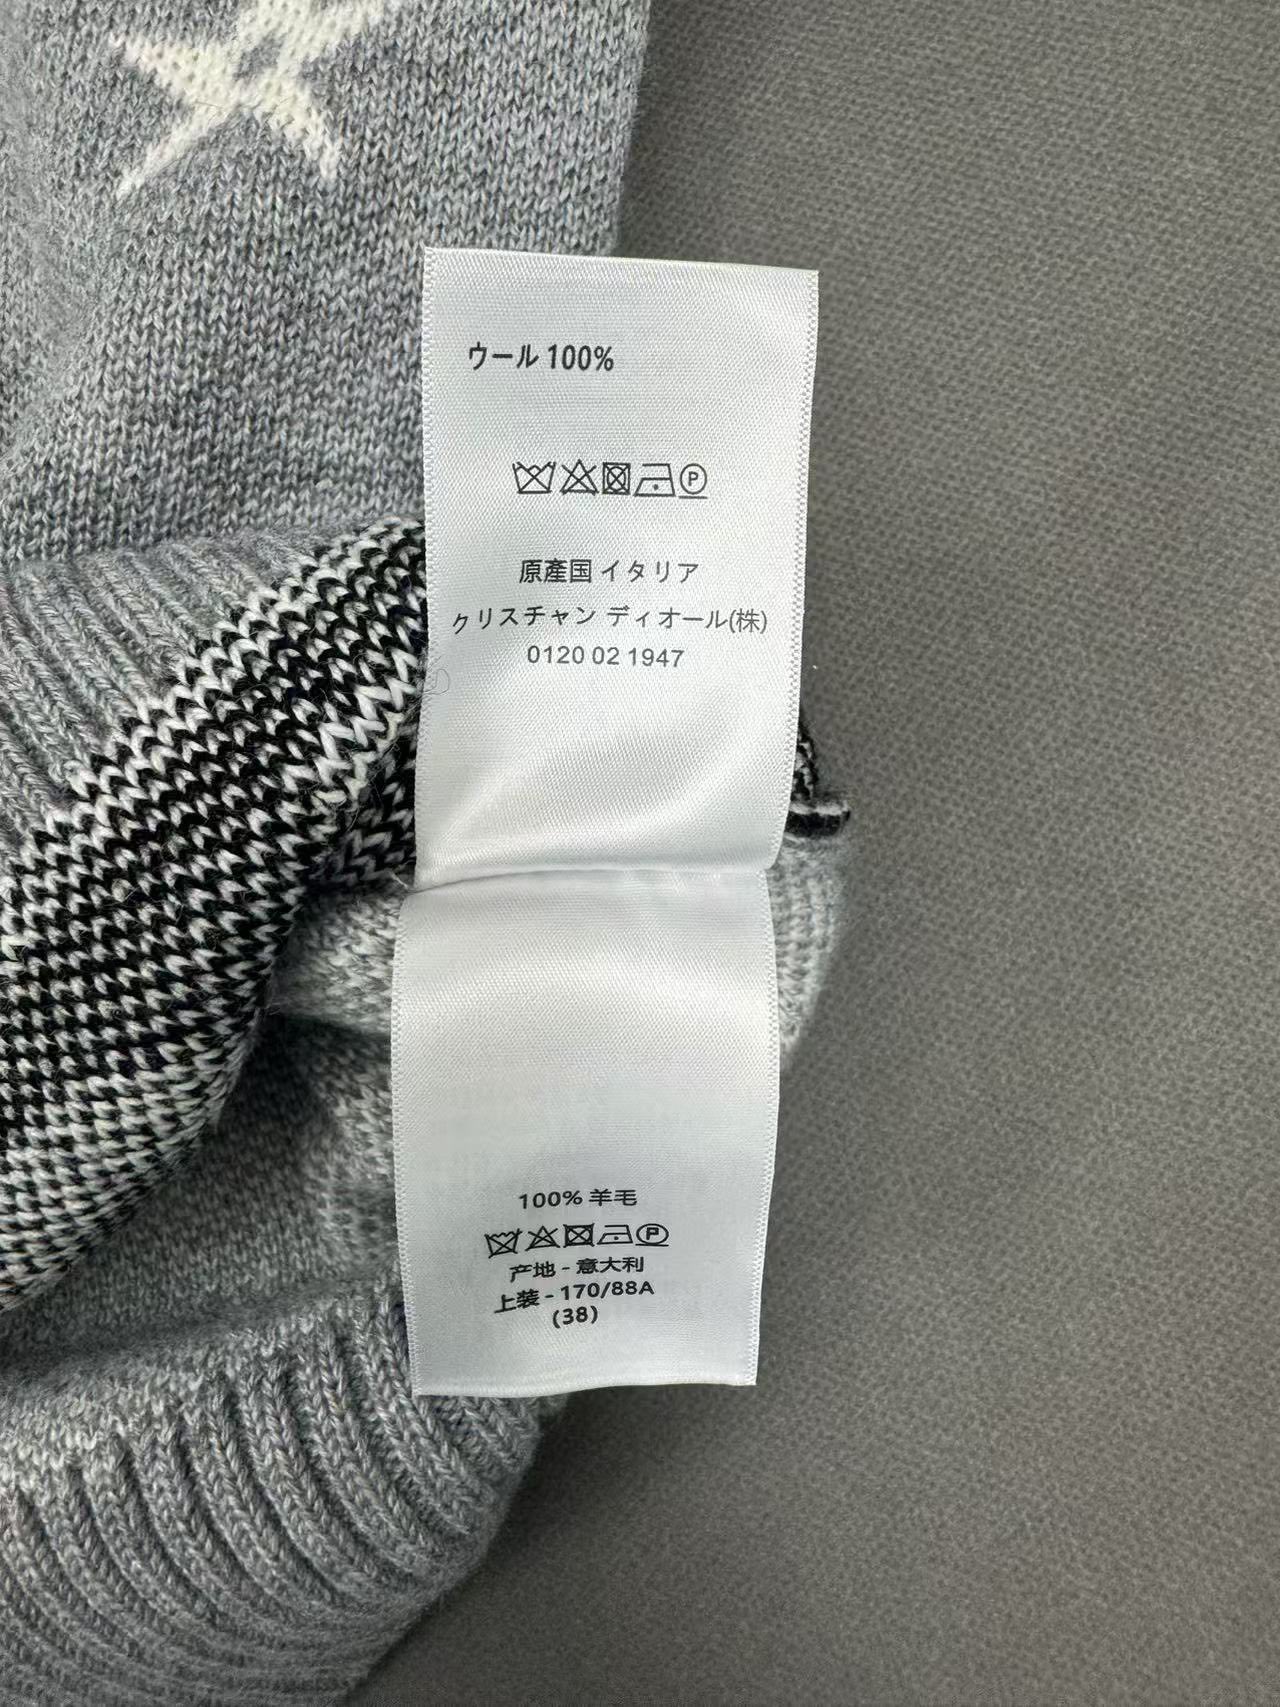 ウール 100%
P
原產国 イタリア
クリスチャン ディオール(株)
0120 02 1947
100% 羊毛
P
产地 - 意大利
上装 - 170/88A
(38)